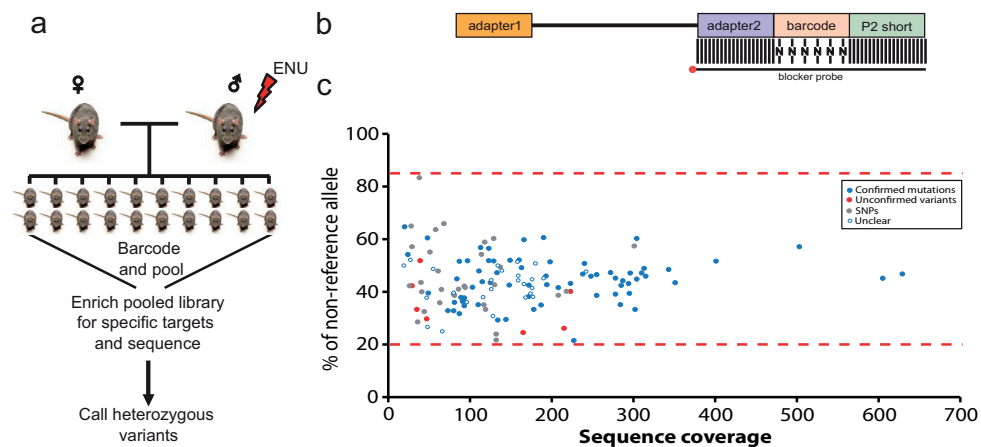 a
♀
♂
ENU
Barcode
and pool
Enrich pooled library
for specific targets
and sequence
Call heterozygous
variants
b
adapter1
adapter2
barcode
P2 short
N N N N N N
blocker probe
c
% of non-reference allele
100
80
60
40
20
0
Confirmed mutations
Unconfirmed variants
SNPs
Unclear
0 100 200 300 400 500 600 700
Sequence coverage